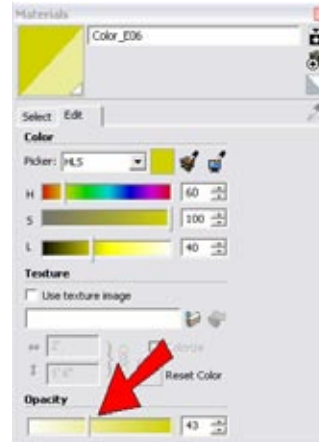 Materials
Color_E06
Select Edit
Color
Picker: HLS
H 60
S 100
L 40
Texture
Use texture image
Reset Color
Opacity
43